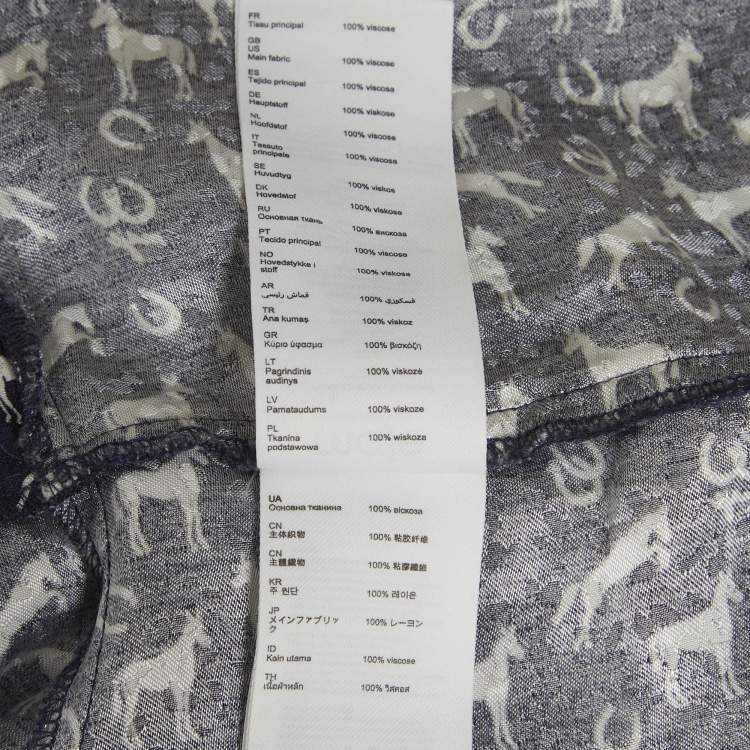 FR
Tissu principal 100% viscose
GB
US
Main fabric 100% viscose
ES
Tejido principal 100% viscosa
DE
Hauptstoff 100% viskose
NL
Hoofdstof 100% viscose
IT
Tessuto
principale 100% viscosa
SE
Huvudtyg 100% viskos
DK
Hovedstof 100% viskose
RU
Основная ткань 100% вискоза
PT
Tecido principal 100% viscose
NO
Hovedstykke i
stoff 100% viskose
AR
قماش رئيسي 100% فسكوزي
TR
Ana kumaş 100% viskoz
GR
Κύριο ύφασμα 100% βισκόζη
LT
Pagrindinis
audinys 100% viskozė
LV
Pamataudums 100% viskoze
PL
Tkanina
podstawowa 100% wiskoza
UA
Основна тканина 100% віскоза
CN
主体织物 100% 粘胶纤维
CN
主體織物 100% 粘膠纖維
KR
주 원단 100% 레이온
JP
メインファブリッ
ク 100% レーヨン
ID
Kain utama 100% viscose
TH
เนื้อผ้าหลัก 100% วิสคอส